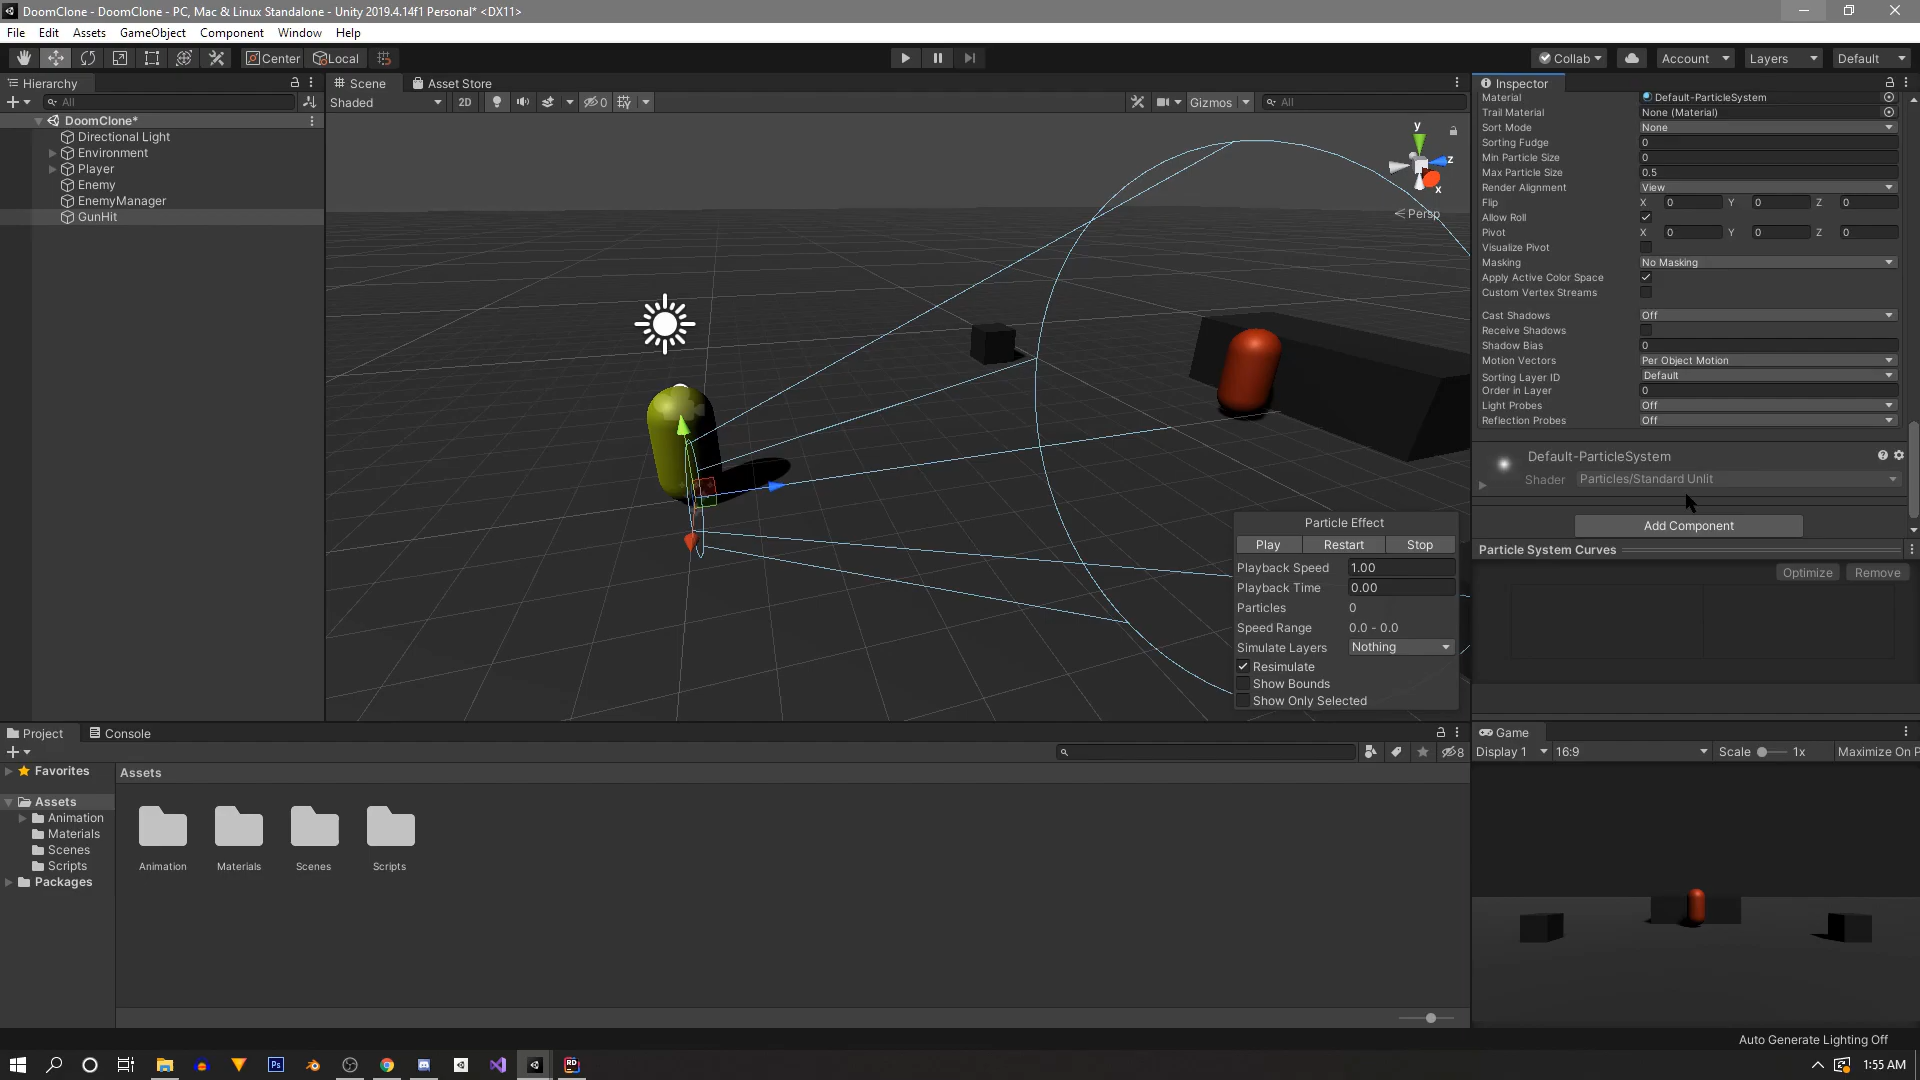 DoomClone - DoomClone - PC, Mac & Linux Standalone - Unity 2019.4.14f1 Personal* <DX11>
File Edit Assets GameObject Component Window Help
Center Local Collab Account Layers Default
Hierarchy
All
DoomClone*
Directional Light
Environment
Player
Enemy
EnemyManager
GunHit
Scene Asset Store
Shaded 2D 0 Gizmos All
y
z
x
Persp
Particle Effect
Play Restart Stop
Playback Speed 1.00
Playback Time 0.00
Particles 0
Speed Range 0.0 - 0.0
Simulate Layers Nothing
Resimulate
Show Bounds
Show Only Selected
Inspector
Material Default-ParticleSystem
Trail Material None (Material)
Sort Mode None
Sorting Fudge 0
Min Particle Size 0
Max Particle Size 0.5
Render Alignment View
Flip X 0 Y 0 Z 0
Allow Roll
Pivot X 0 Y 0 Z 0
Visualize Pivot
Masking No Masking
Apply Active Color Space
Custom Vertex Streams
Cast Shadows Off
Receive Shadows
Shadow Bias 0
Motion Vectors Per Object Motion
Sorting Layer ID Default
Order in Layer 0
Light Probes Off
Reflection Probes Off
Default-ParticleSystem
Shader Particles/Standard Unlit
Add Component
Particle System Curves
Optimize Remove
Project Console
8
Favorites
Assets
Animation
Materials
Scenes
Scripts
Packages
Assets
Animation Materials Scenes Scripts
Game
Display 1 16:9 Scale 1x Maximize On P
Auto Generate Lighting Off
Ps RD 1:55 AM